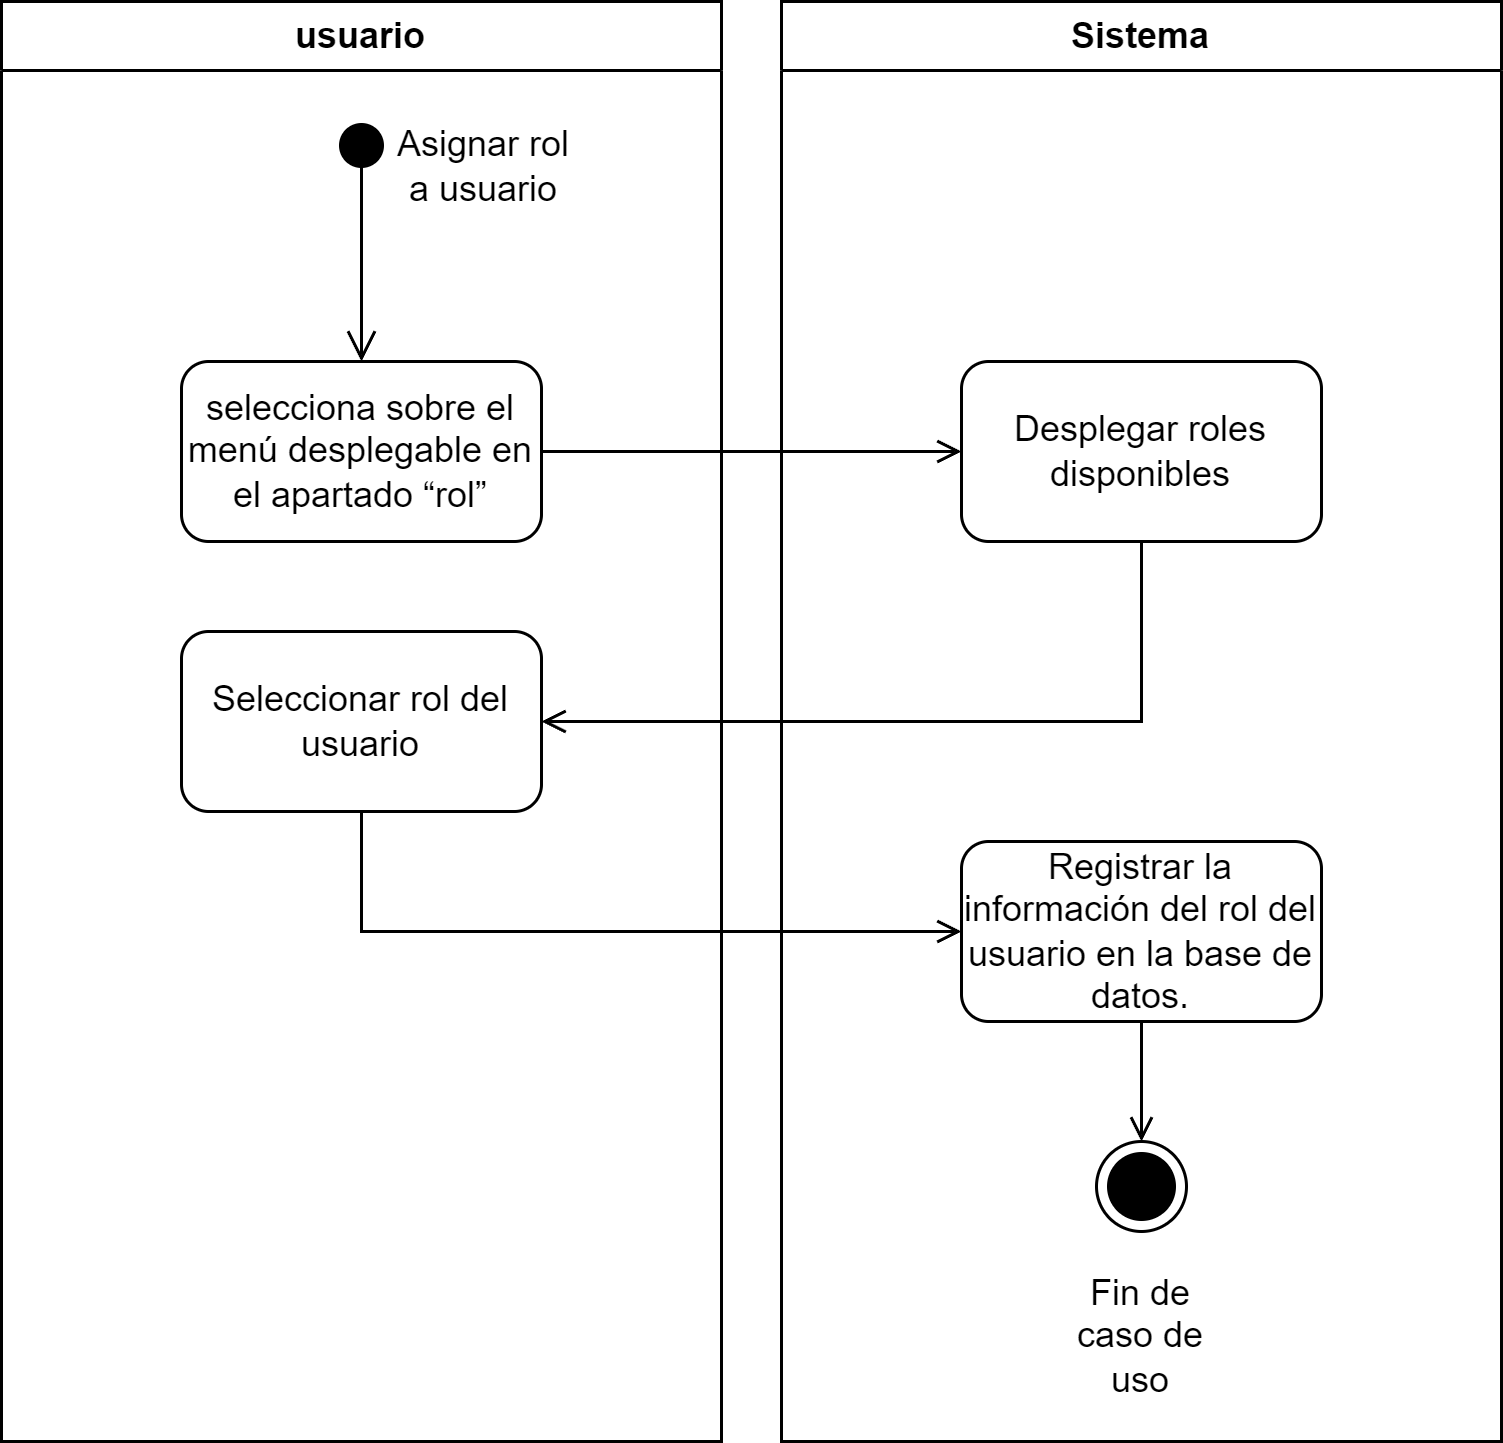 usuario
Sistema
Asignar rol
a usuario
selecciona sobre el
menú desplegable en
el apartado “rol”
Desplegar roles
disponibles
Seleccionar rol del
usuario
Registrar la
información del rol del
usuario en la base de
datos.
Fin de
caso de
uso